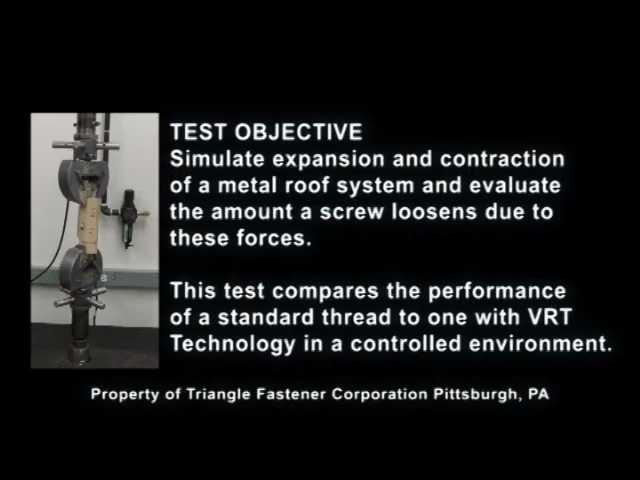 TEST OBJECTIVE
Simulate expansion and contraction
of a metal roof system and evaluate
the amount a screw loosens due to
these forces.
This test compares the performance
of a standard thread to one with VRT
Technology in a controlled environment.
Property of Triangle Fastener Corporation Pittsburgh, PA